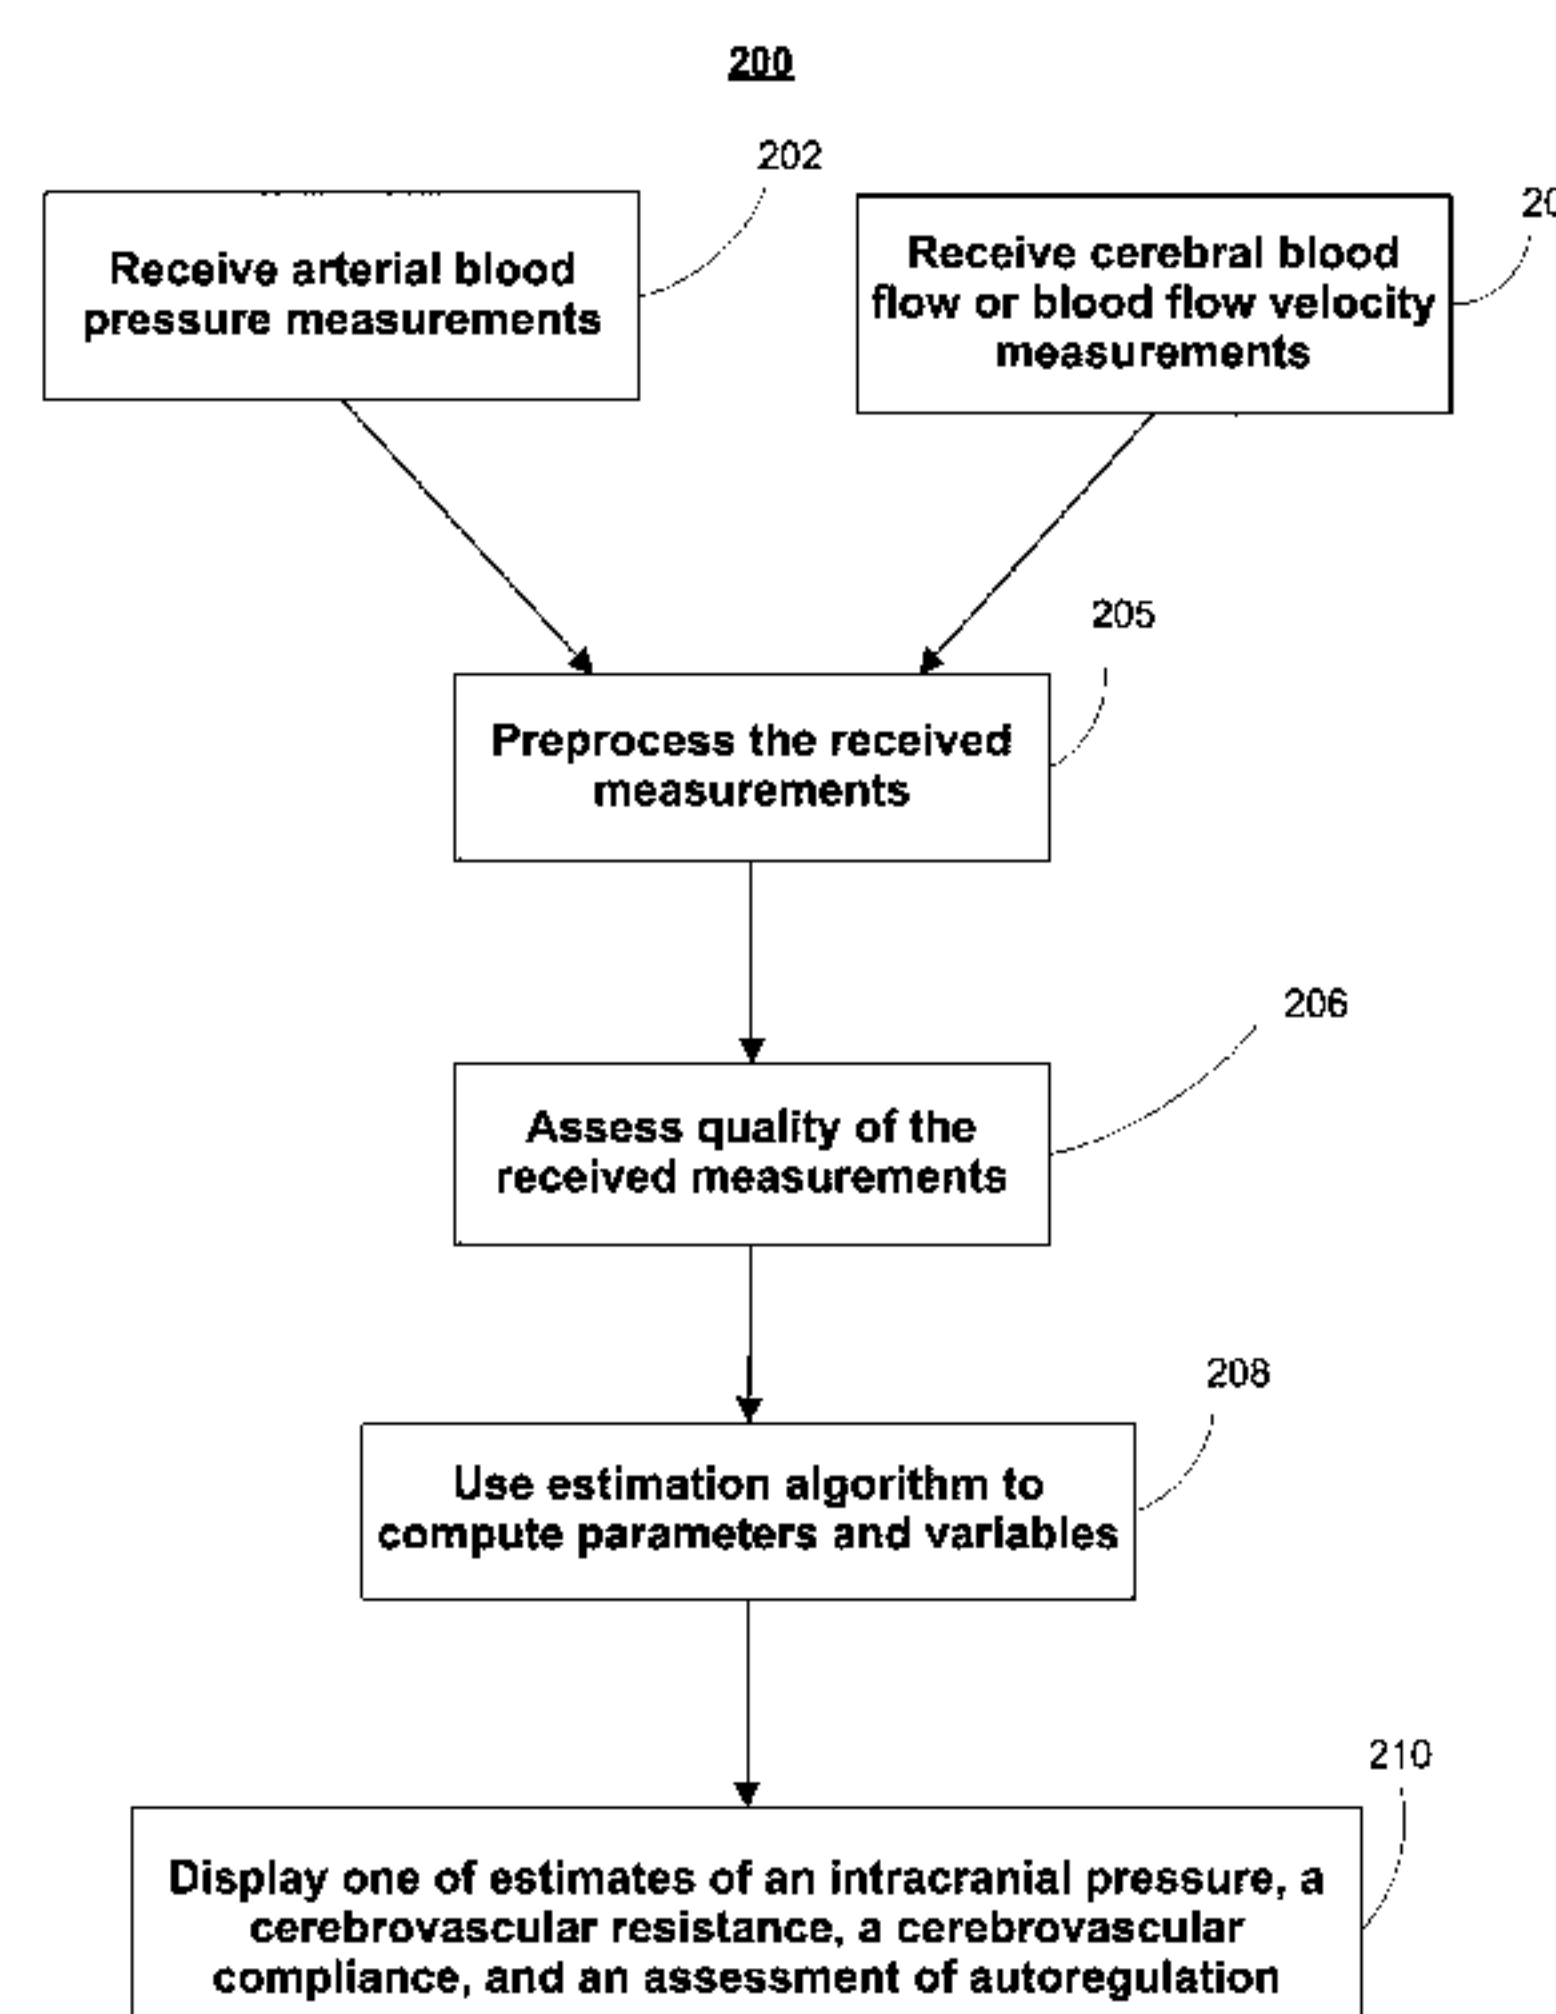 200
202
Receive arterial blood
pressure measurements
Receive cerebral blood
flow or blood flow velocity
measurements
205
Preprocess the received
measurements
206
Assess quality of the
received measurements
208
Use estimation algorithm to
compute parameters and variables
210
Display one of estimates of an intracranial pressure, a
cerebrovascular resistance, a cerebrovascular
compliance, and an assessment of autoregulation